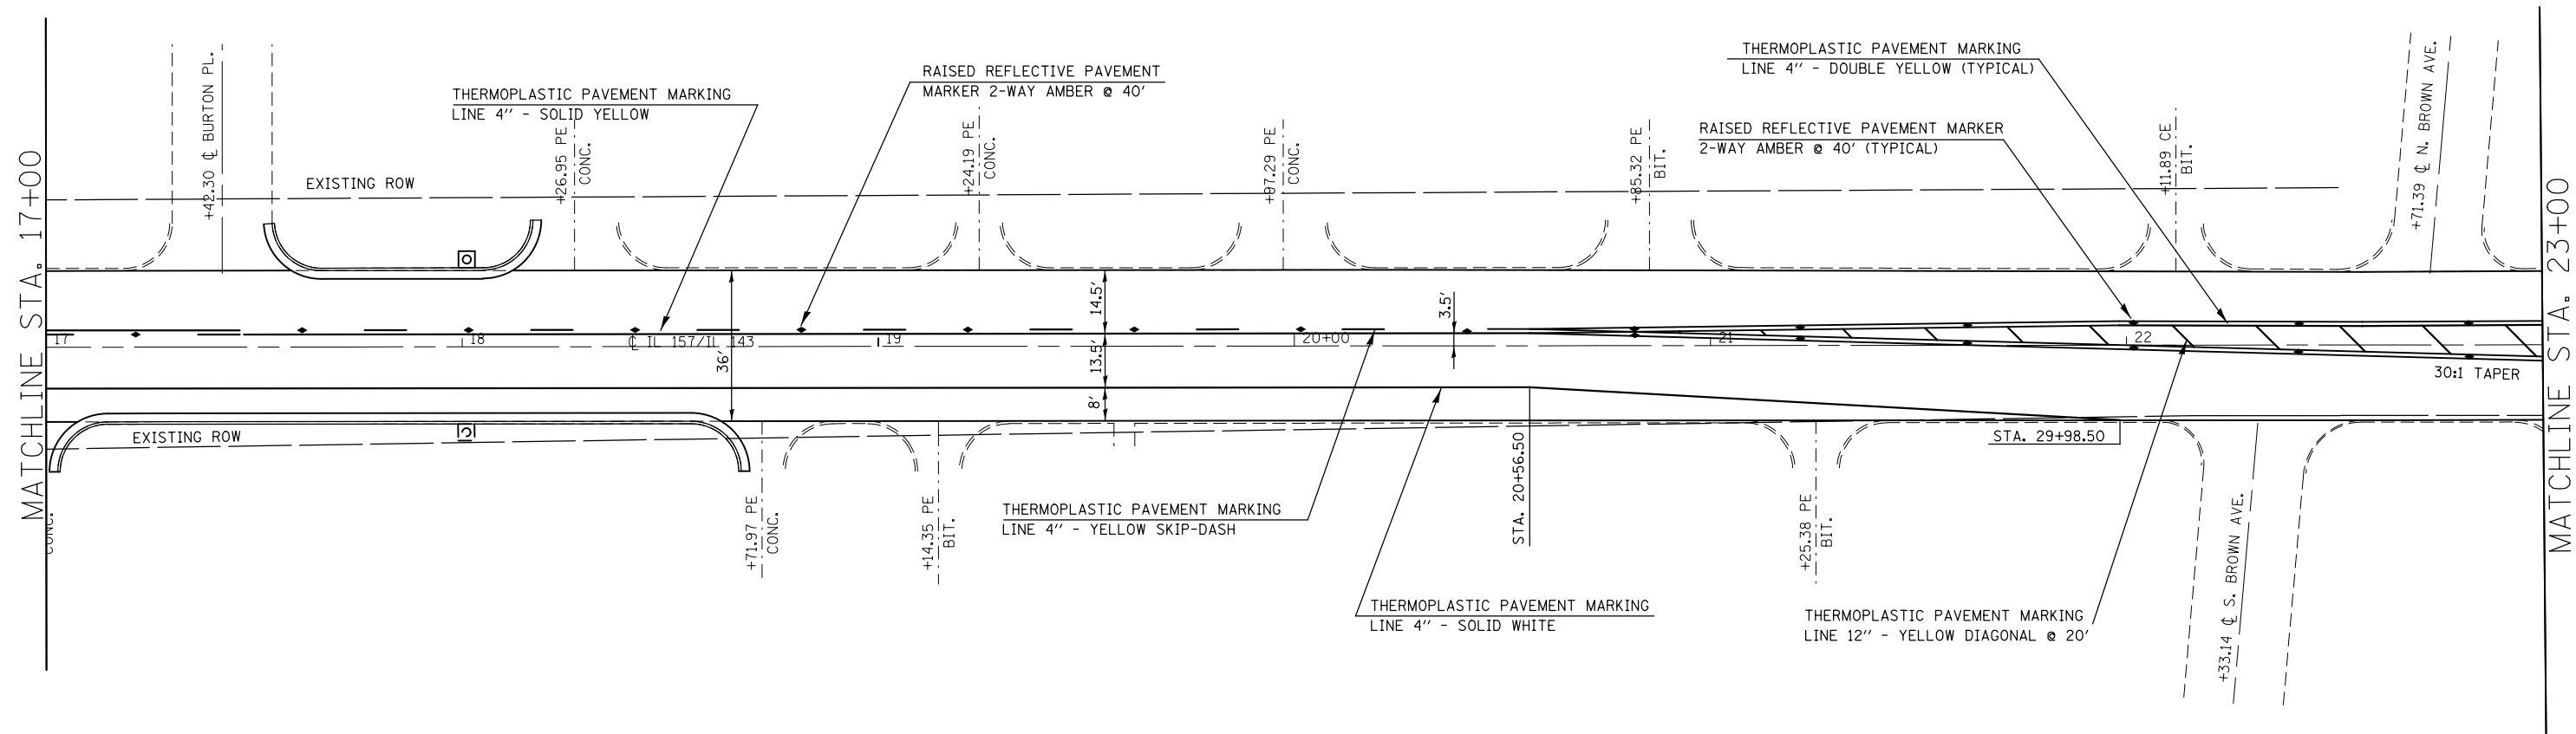 MATCHLINE STA. 17+00
+42.30 ℄ BURTON PL.
EXISTING ROW
THERMOPLASTIC PAVEMENT MARKING
LINE 4" - SOLID YELLOW
RAISED REFLECTIVE PAVEMENT
MARKER 2-WAY AMBER @ 40'
+26.95 PE
CONC.
+24.19 PE
CONC.
+97.29 PE
CONC.
+85.32 PE
BIT.
THERMOPLASTIC PAVEMENT MARKING
LINE 4" - DOUBLE YELLOW (TYPICAL)
RAISED REFLECTIVE PAVEMENT MARKER
2-WAY AMBER @ 40' (TYPICAL)
+11.89 CE
BIT.
+71.39 ℄ N. BROWN AVE.
MATCHLINE STA. 23+00
17
18
℄ IL 157/IL 143
19
20+00
21
22
36'
14.5'
13.5'
8'
3.5'
30:1 TAPER
EXISTING ROW
CONC.
+71.97 PE
CONC.
+14.35 PE
BIT.
THERMOPLASTIC PAVEMENT MARKING
LINE 4" - YELLOW SKIP-DASH
STA. 20+56.50
THERMOPLASTIC PAVEMENT MARKING
LINE 4" - SOLID WHITE
+25.38 PE
BIT.
STA. 29+98.50
THERMOPLASTIC PAVEMENT MARKING
LINE 12" - YELLOW DIAGONAL @ 20'
+33.14 ℄ S. BROWN AVE.